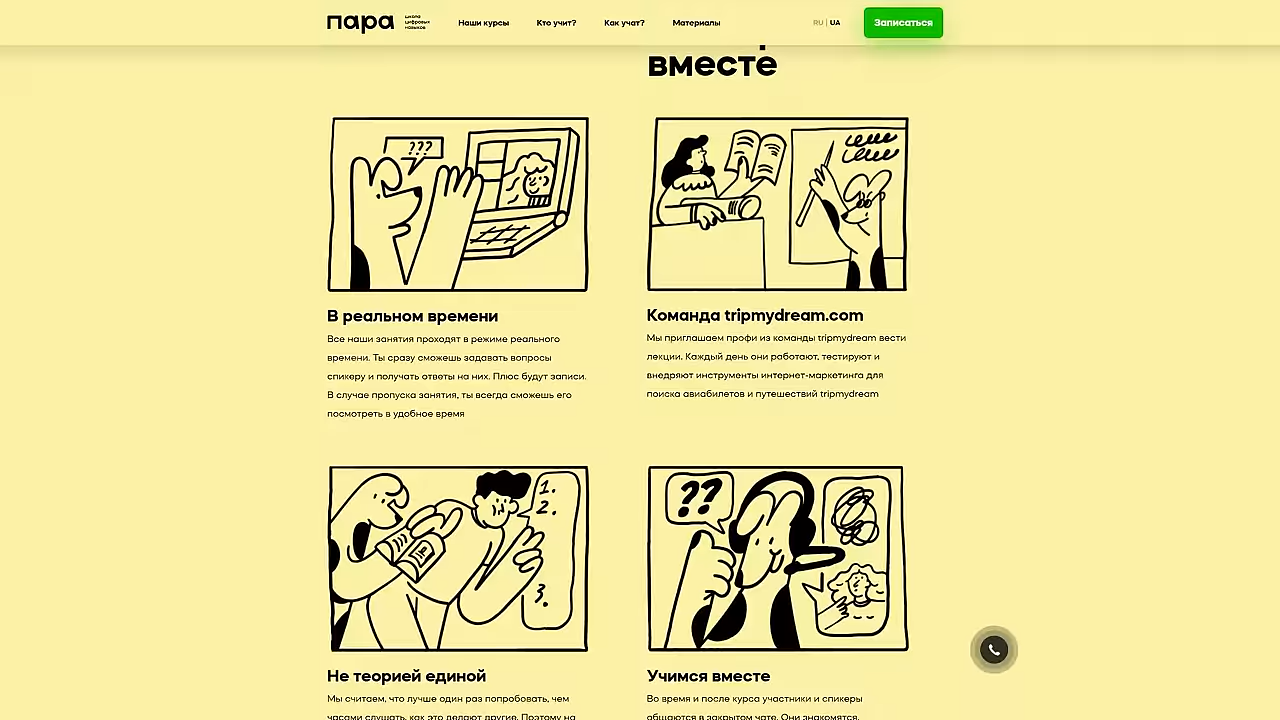 пара
школа
цифровых
навыков
Наши курсы
Кто учит?
Как учат?
Материалы
RU | UA
Записаться
вместе
???
В реальном времени
Все наши занятия проходят в режиме реального
времени. Ты сразу сможешь задавать вопросы
спикеру и получать ответы на них. Плюс будут записи.
В случае пропуска занятия, ты всегда сможешь его
посмотреть в удобное время
Команда tripmydream.com
Мы приглашаем профи из команды tripmydream вести
лекции. Каждый день они работают, тестируют и
внедряют инструменты интернет-маркетинга для
поиска авиабилетов и путешествий tripmydream
1.
2.
3.
Не теорией единой
Мы считаем, что лучше один раз попробовать, чем
часами слушать, как это делают другие. Поэтому на
??
Учимся вместе
Во время и после курса участники и спикеры
общаются в закрытом чате. Они знакомятся,